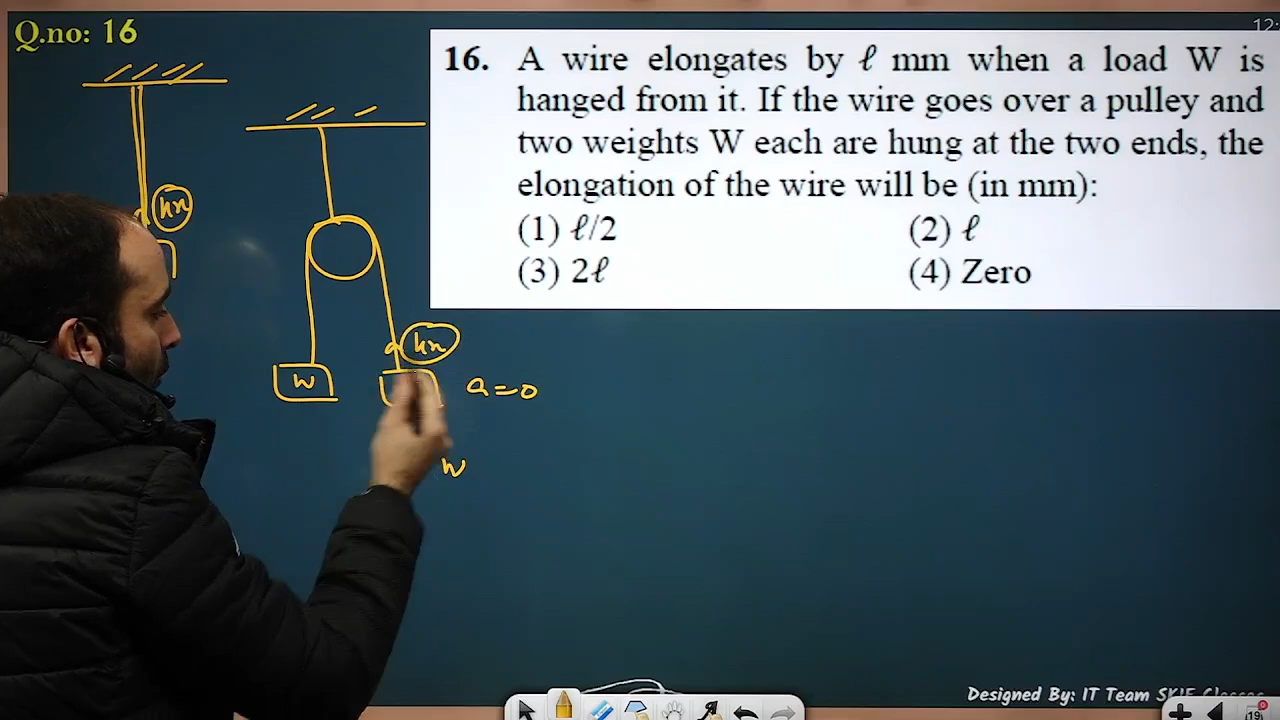 Q.no: 16
12:
16. A wire elongates by ℓ mm when a load W is
hanged from it. If the wire goes over a pulley and
two weights W each are hung at the two ends, the
elongation of the wire will be (in mm):
(1) ℓ/2 (2) ℓ
(3) 2ℓ (4) Zero
kx
kx
W
a=0
W
Designed By: IT Team
19